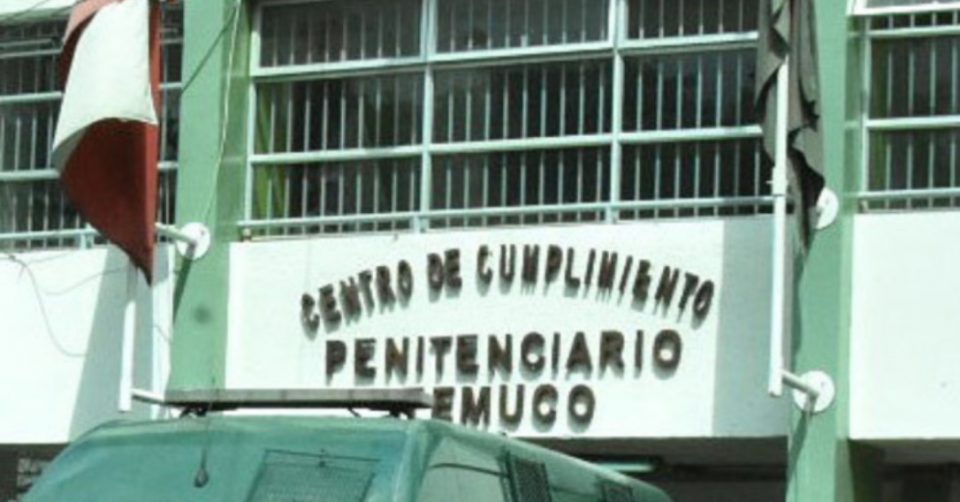 CENTRO DE CUMPLIMIENTO
PENITENCIARIO
EMUCO